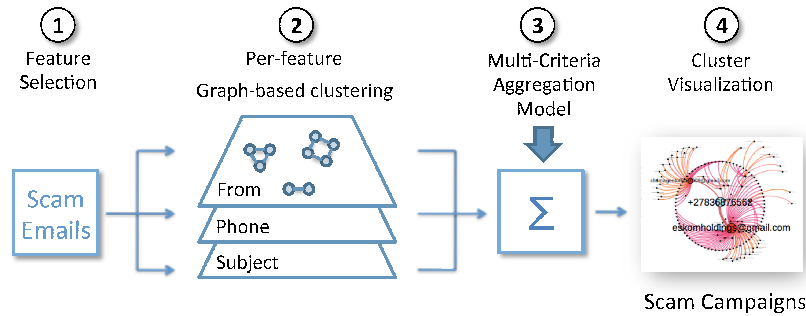 1
Feature
Selection
2
Per-feature
Graph-based clustering
3
Multi-Criteria
Aggregation
Model
4
Cluster
Visualization
Scam
Emails
From
Phone
Subject
Σ
+27836876562
eskomholdings@gmail.com
Scam Campaigns